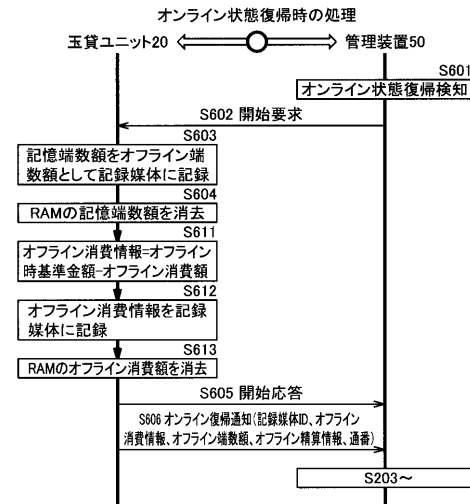 オンライン状態復帰時の処理
玉貸ユニット20
管理装置50
S601
オンライン状態復帰検知
S602 開始要求
S603
記憶端数額をオフライン端
数額として記録媒体に記録
S604
RAMの記憶端数額を消去
S611
オフライン消費情報=オフライン
時基準金額-オフライン消費額
S612
オフライン消費情報を記録
媒体に記録
S613
RAMのオフライン消費額を消去
S605 開始応答
S606 オンライン復帰通知(記録媒体ID、オフライン
消費情報、オフライン端数額、オフライン精算情報、通番)
S203～